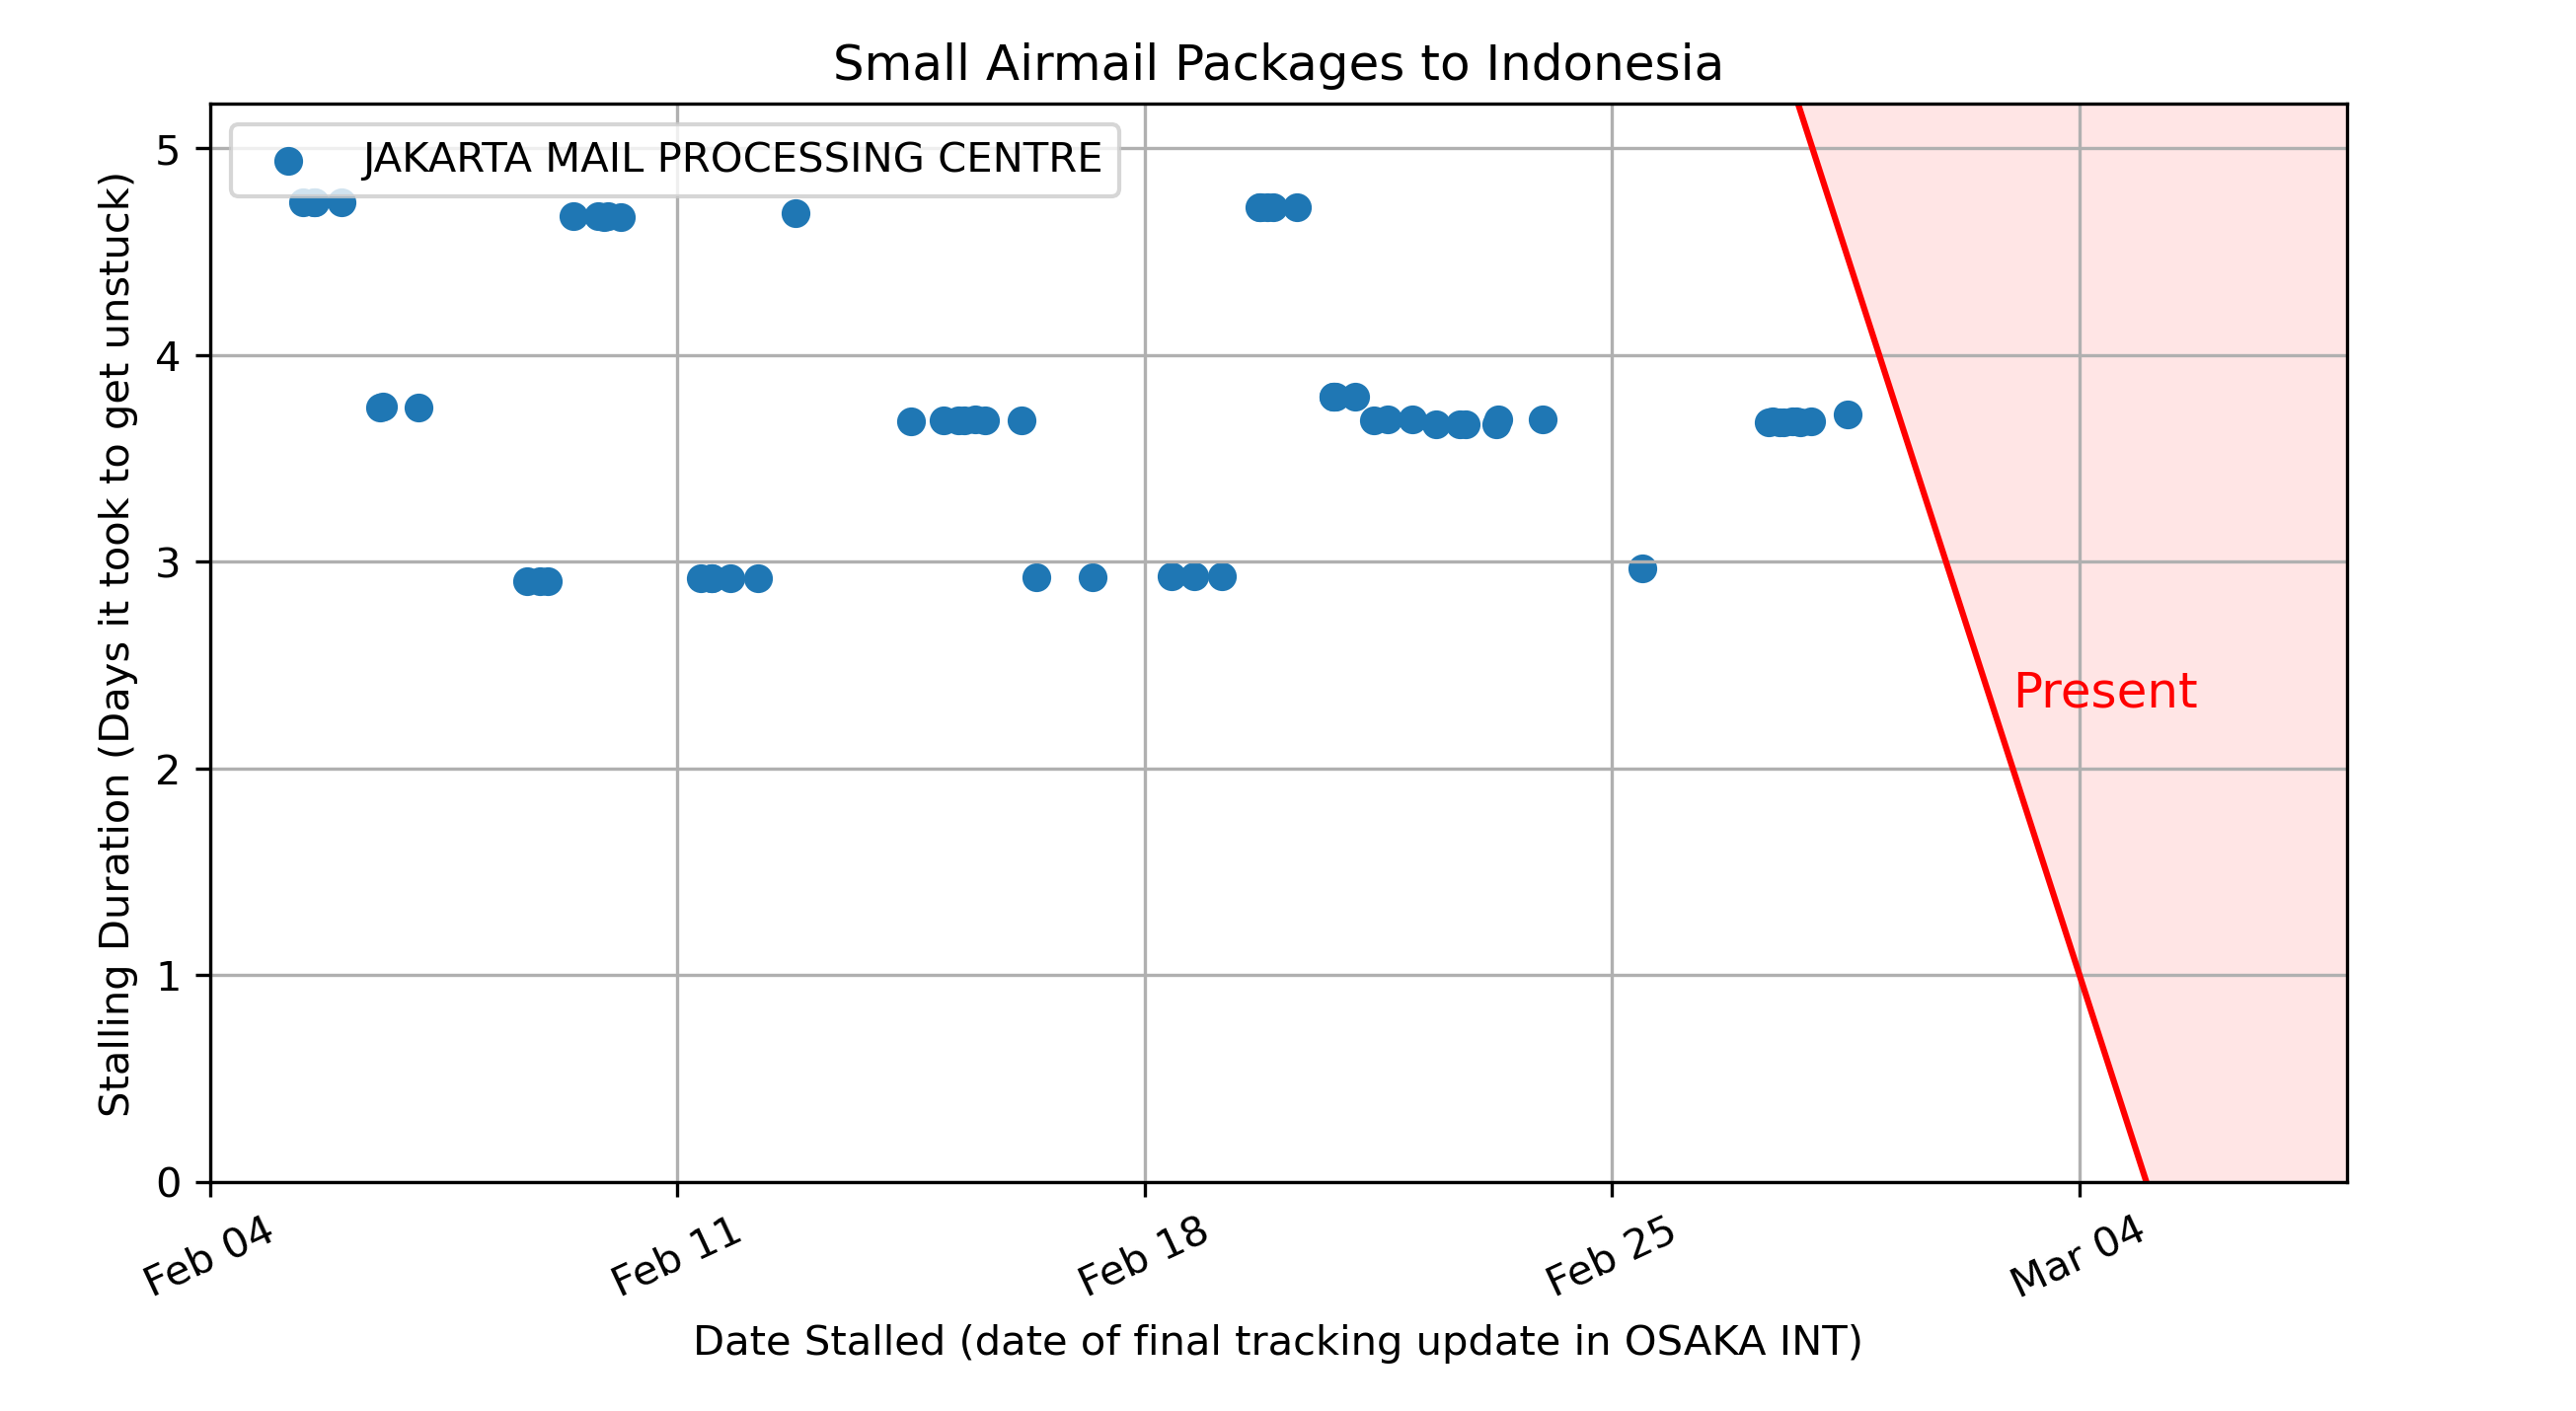 Small Airmail Packages to Indonesia
JAKARTA MAIL PROCESSING CENTRE
Stalling Duration (Days it took to get unstuck)
5
4
3
2
1
0
Present
Feb 04
Feb 11
Feb 18
Feb 25
Mar 04
Date Stalled (date of final tracking update in OSAKA INT)